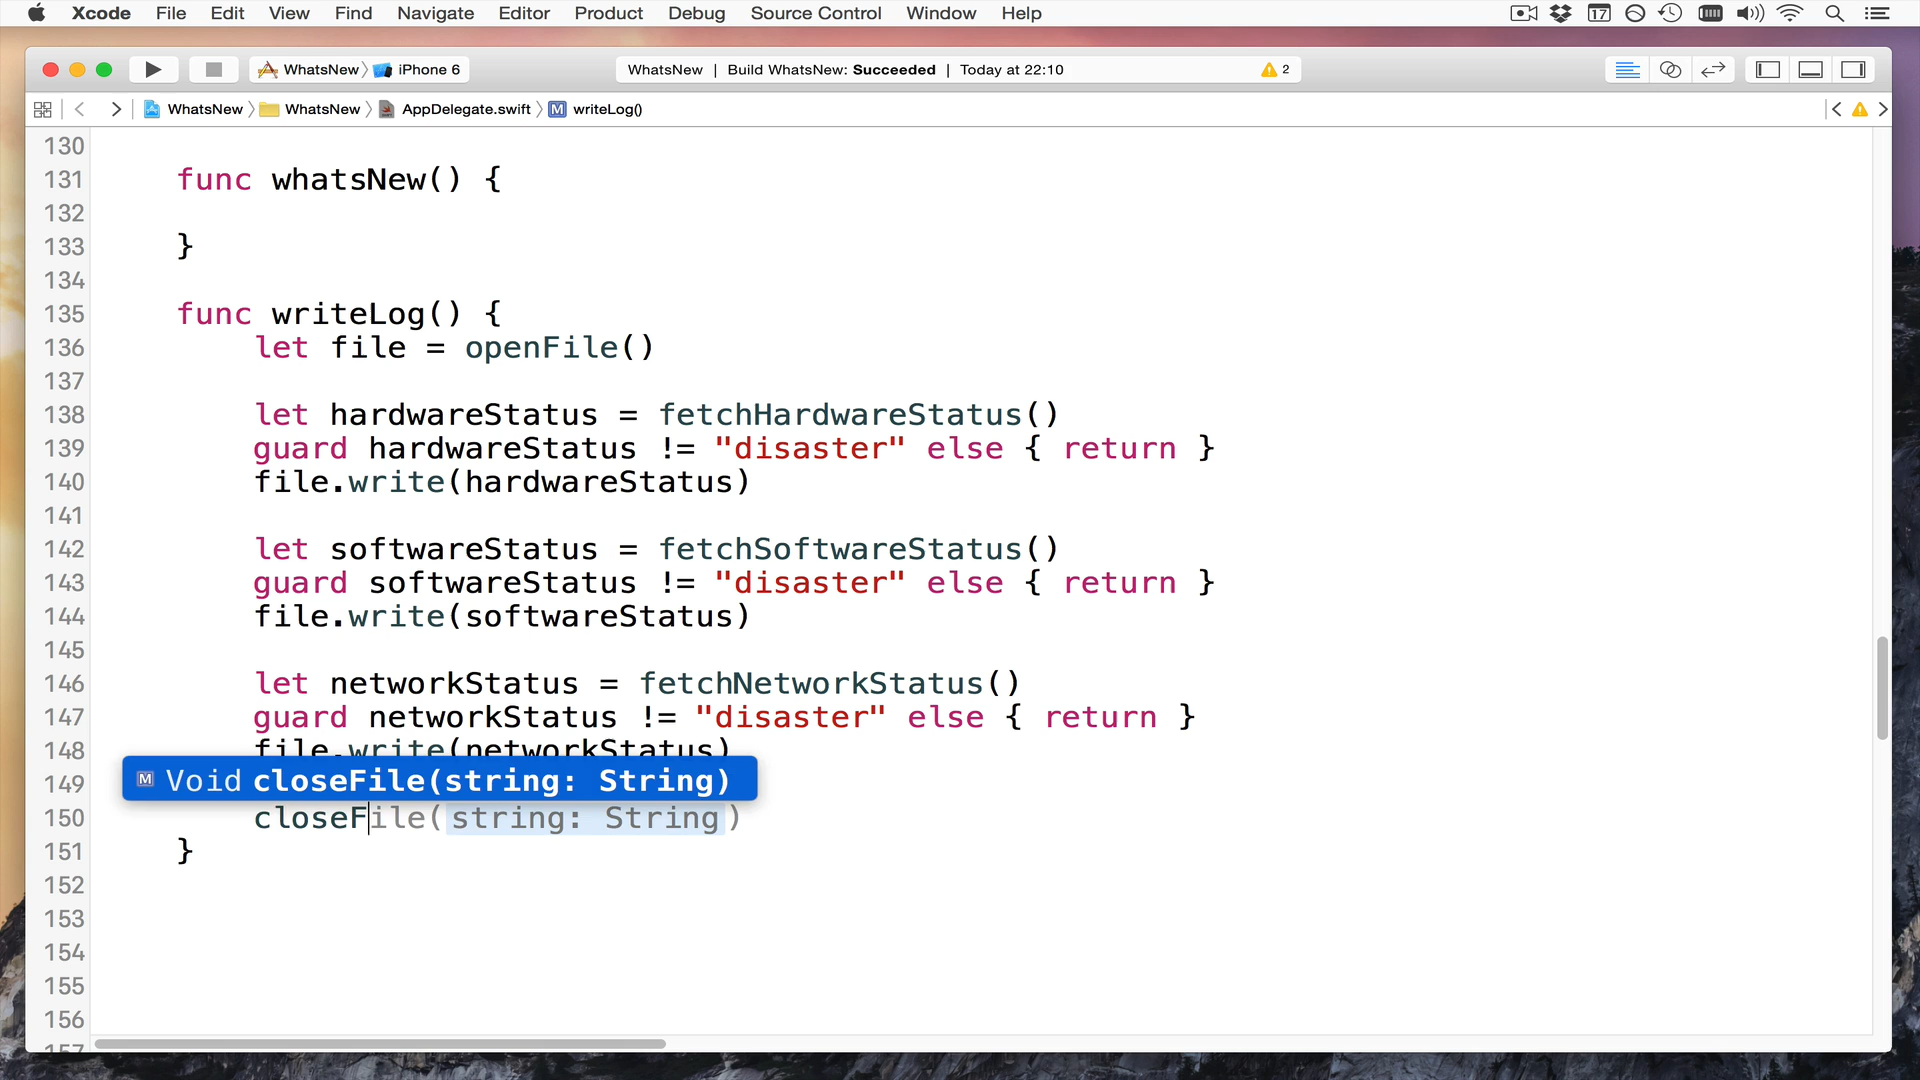 Xcode File Edit View Find Navigate Editor Product Debug Source Control Window Help 17
WhatsNew iPhone 6 WhatsNew | Build WhatsNew: Succeeded | Today at 22:10 2
WhatsNew WhatsNew AppDelegate.swift M writeLog()
130
131 func whatsNew() {
132
133 }
134
135 func writeLog() {
136 let file = openFile()
137
138 let hardwareStatus = fetchHardwareStatus()
139 guard hardwareStatus != "disaster" else { return }
140 file.write(hardwareStatus)
141
142 let softwareStatus = fetchSoftwareStatus()
143 guard softwareStatus != "disaster" else { return }
144 file.write(softwareStatus)
145
146 let networkStatus = fetchNetworkStatus()
147 guard networkStatus != "disaster" else { return }
148 file.write(networkStatus)
149 M Void closeFile(string: String)
150 closeFile(string: String)
151 }
152
153
154
155
156
157